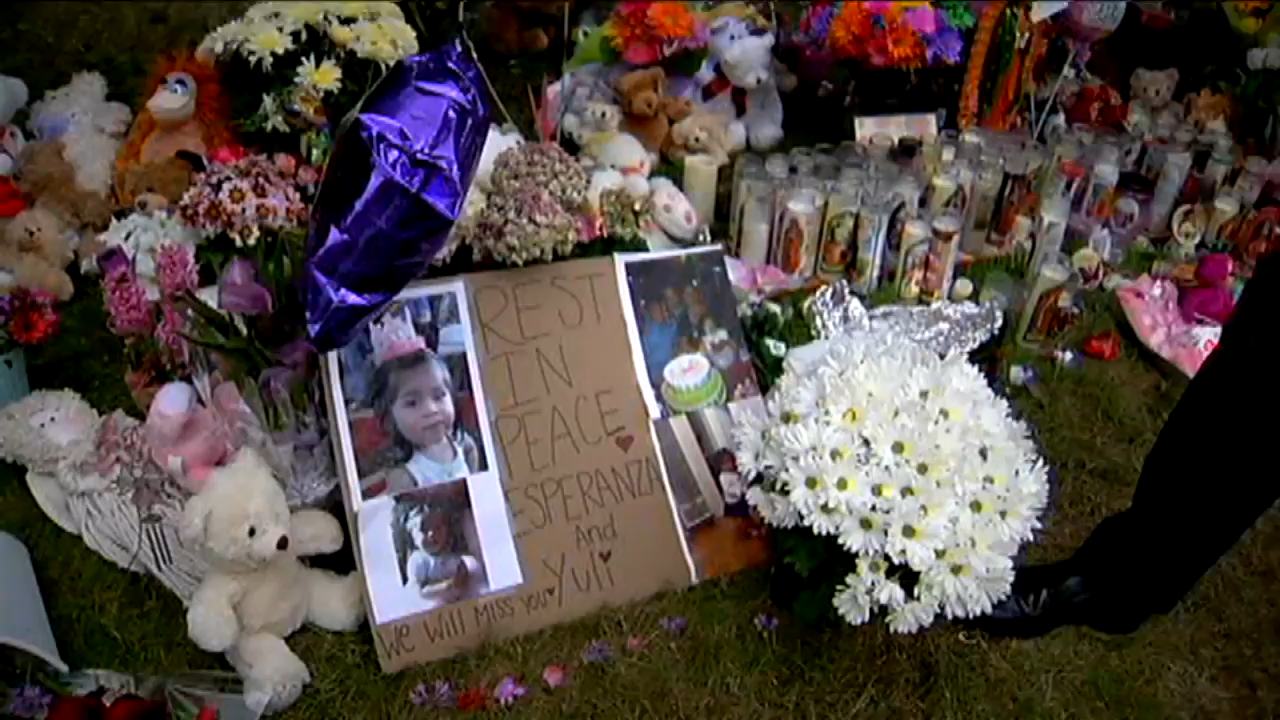 REST
IN
PEACE
ESPERANZA
And
Yuli
We Will MISS YOU